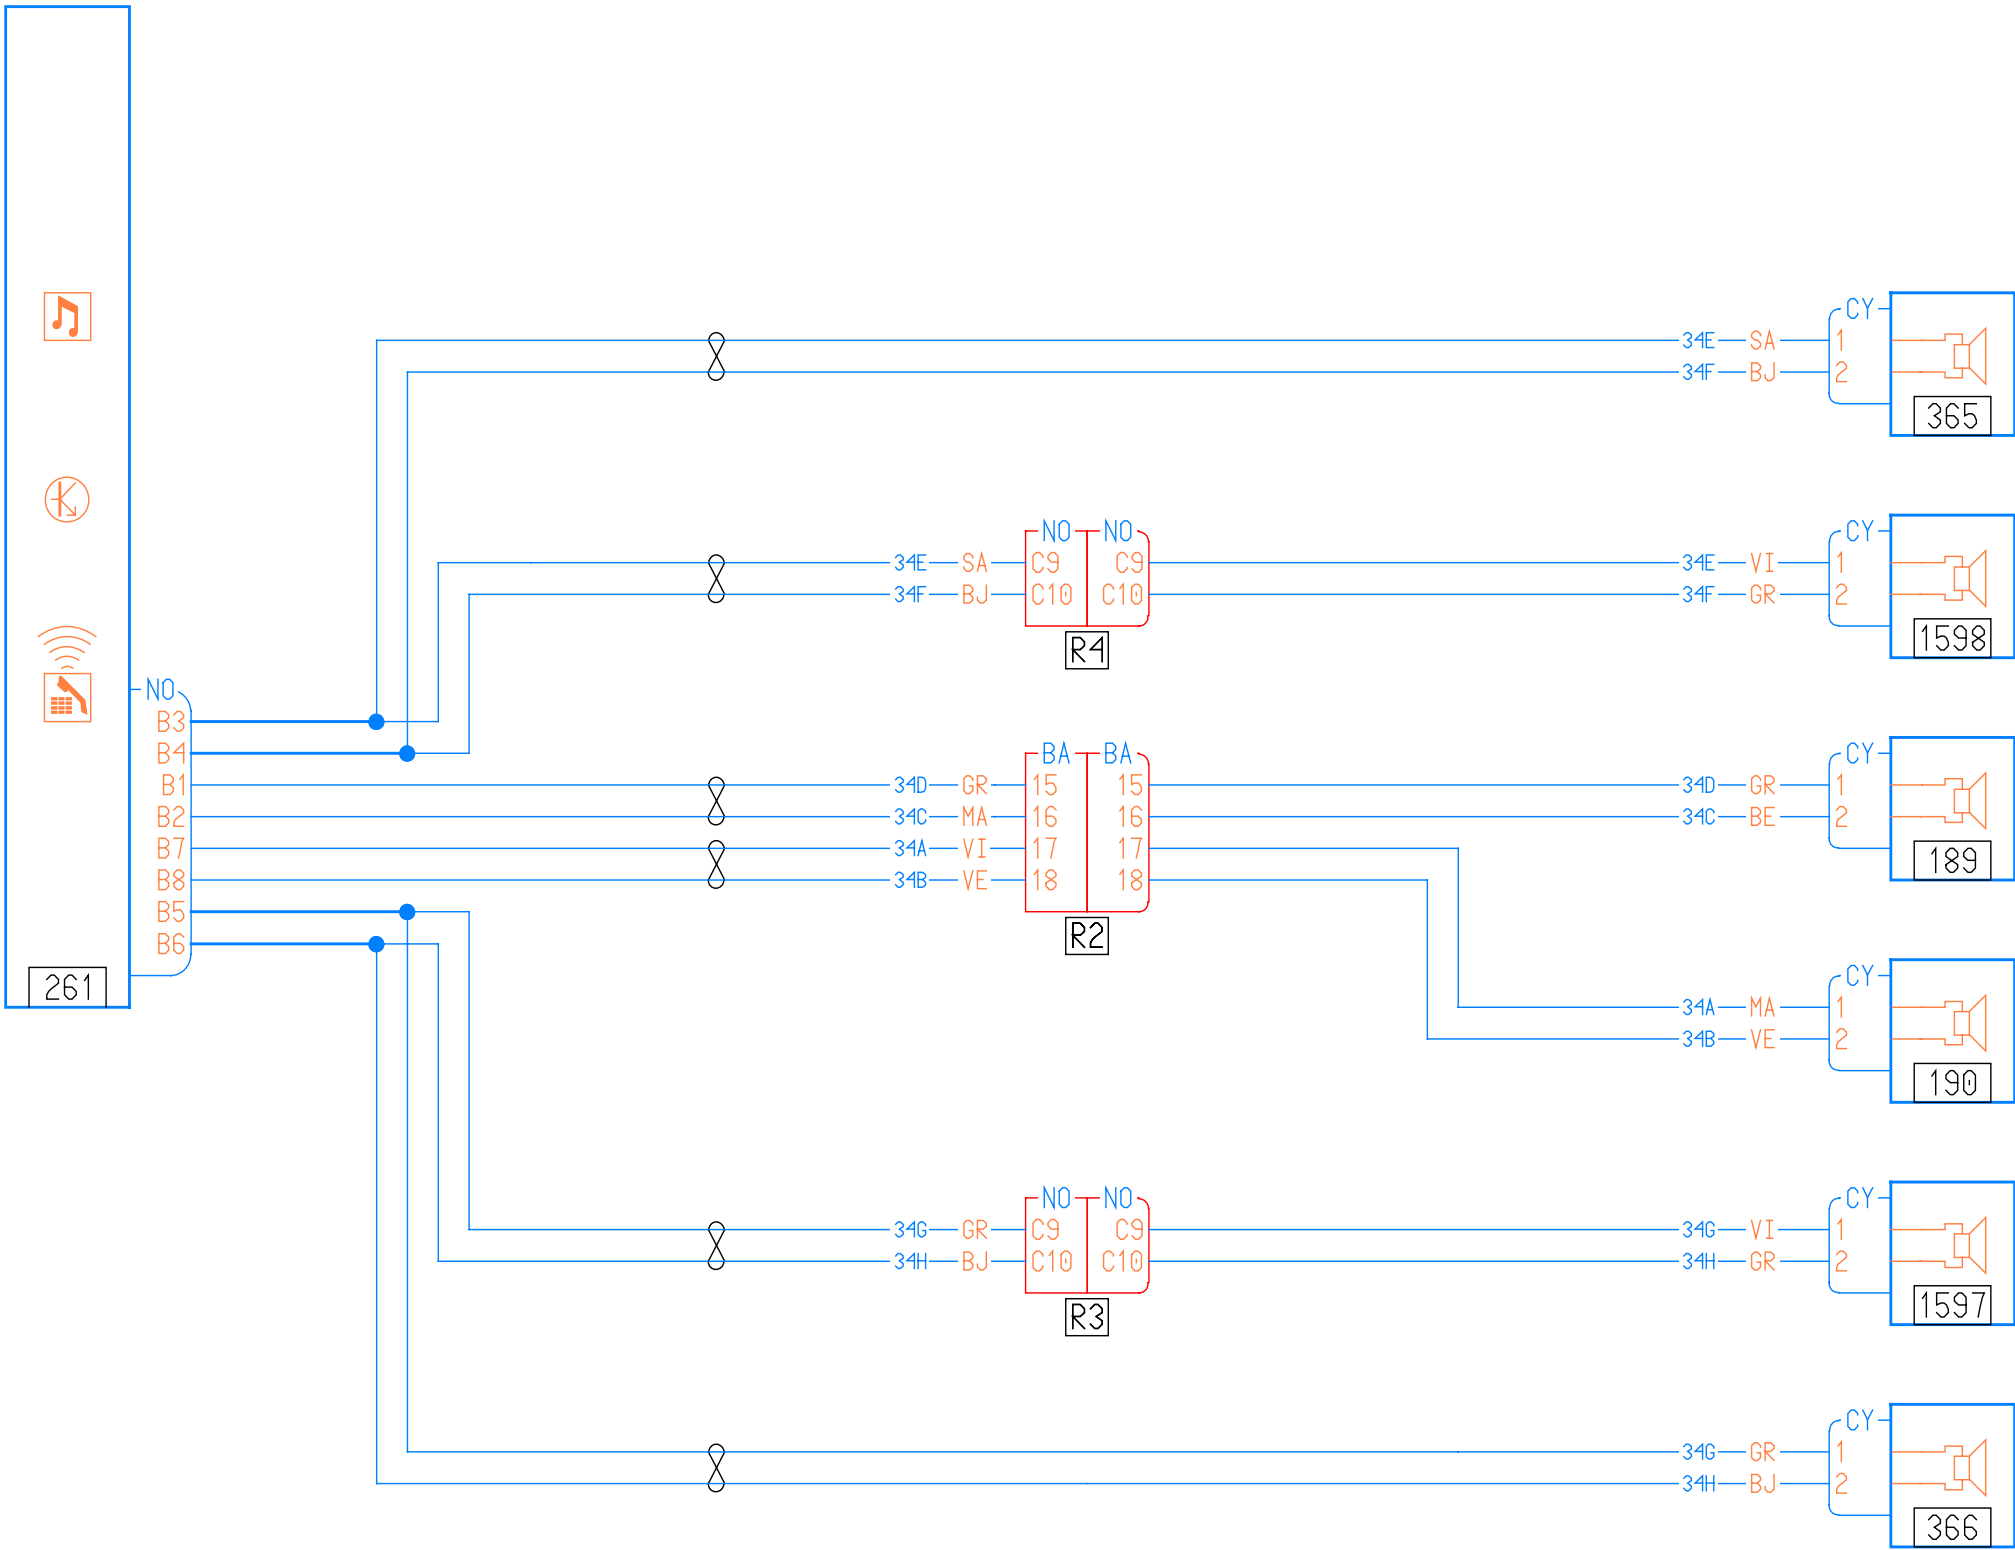 CY
34E SA 1
34F BJ 2
365
NO NO CY
34E SA C9 C9 34E VI 1
34F BJ C10 C10 34F GR 2
1598
R4
NO
B3
B4 BA BA CY
B1 34D GR 15 15 34D GR 1
B2 34C MA 16 16 34C BE 2
B7 34A VI 17 17
189
B8 34B VE 18 18
B5
R2
B6
261
CY
34A MA 1
34B VE 2
190
NO NO CY
34G GR C9 C9 34G VI 1
34H BJ C10 C10 34H GR 2
1597
R3
CY
34G GR 1
34H BJ 2
366